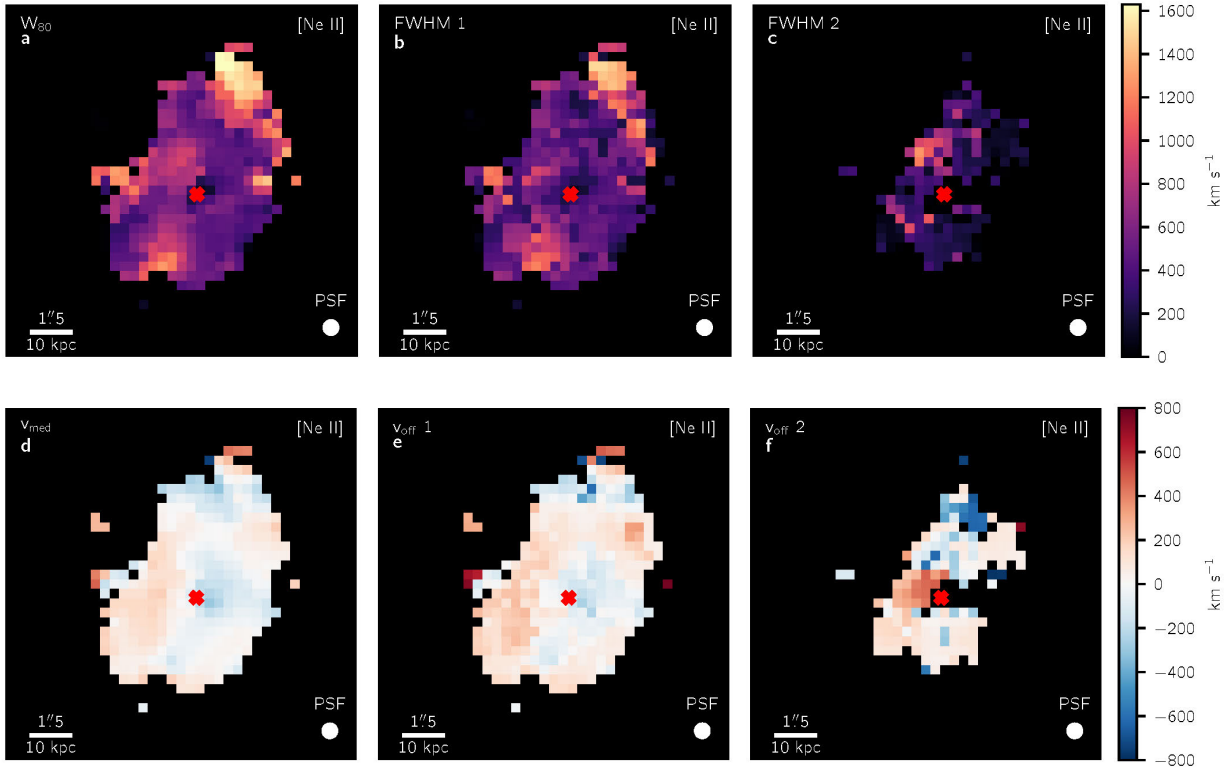 W₈₀ [Ne II]
a
PSF
1″.5
10 kpc
FWHM 1 [Ne II]
b
PSF
1″.5
10 kpc
FWHM 2 [Ne II]
c
PSF
1″.5
10 kpc
1600
1400
1200
1000
800
600
400
200
0
km s⁻¹
v_med [Ne II]
d
PSF
1″.5
10 kpc
v_off 1 [Ne II]
e
PSF
1″.5
10 kpc
v_off 2 [Ne II]
f
PSF
1″.5
10 kpc
800
600
400
200
0
−200
−400
−600
−800
km s⁻¹